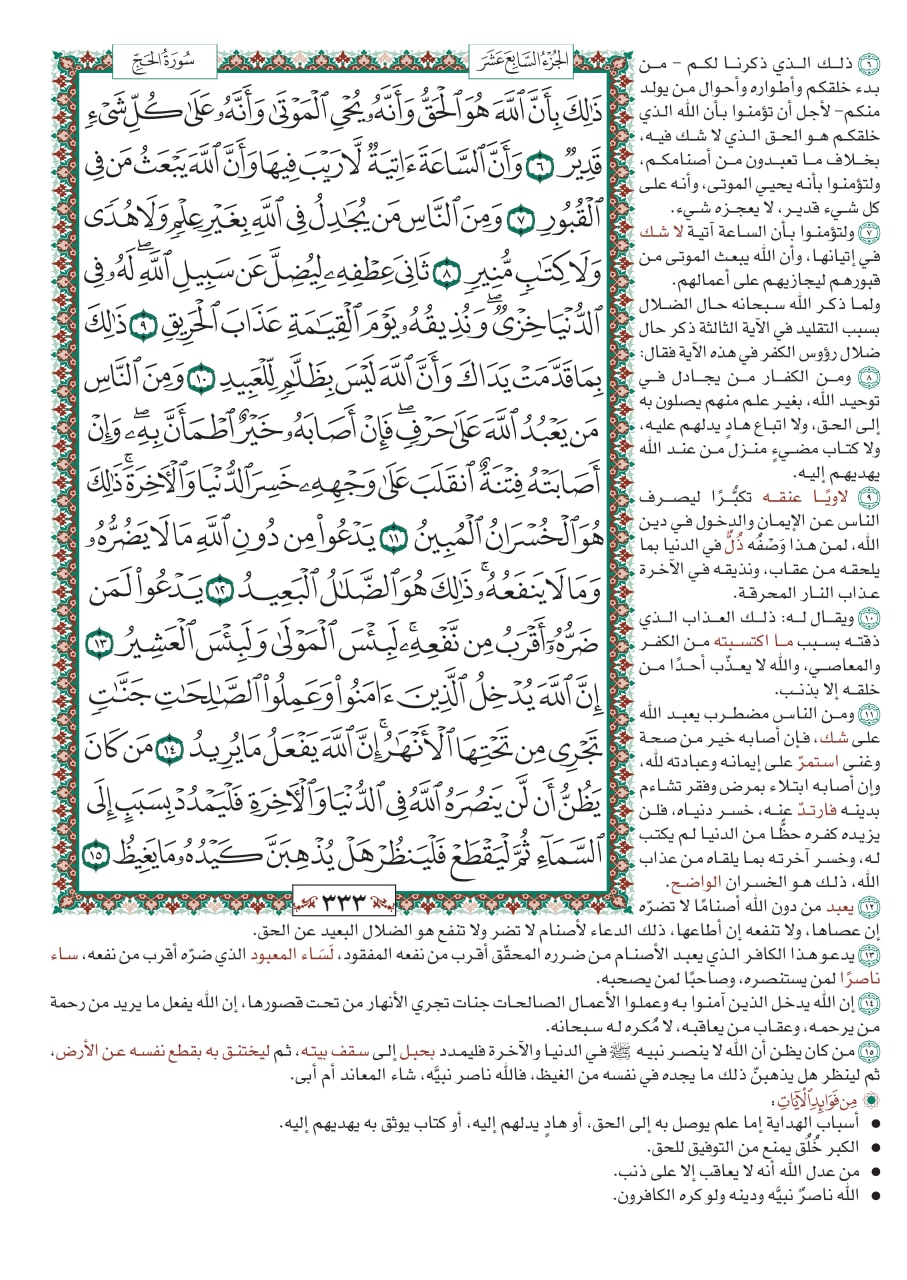 الجُزْءُ السَّابِعَ عَشَرَ
سُورَةُ الحَجِّ
ذَٰلِكَ بِأَنَّ ٱللَّهَ هُوَ ٱلْحَقُّ وَأَنَّهُۥ يُحْىِ ٱلْمَوْتَىٰ وَأَنَّهُۥ عَلَىٰ كُلِّ شَىْءٍ
قَدِيرٌ ٦ وَأَنَّ ٱلسَّاعَةَ ءَاتِيَةٌ لَّا رَيْبَ فِيهَا وَأَنَّ ٱللَّهَ يَبْعَثُ مَن فِى
ٱلْقُبُورِ ٧ وَمِنَ ٱلنَّاسِ مَن يُجَٰدِلُ فِى ٱللَّهِ بِغَيْرِ عِلْمٍ وَلَا هُدًى
وَلَا كِتَٰبٍ مُّنِيرٍ ٨ ثَانِىَ عِطْفِهِۦ لِيُضِلَّ عَن سَبِيلِ ٱللَّهِۖ لَهُۥ فِى
ٱلدُّنْيَا خِزْىٌۖ وَنُذِيقُهُۥ يَوْمَ ٱلْقِيَٰمَةِ عَذَابَ ٱلْحَرِيقِ ٩ ذَٰلِكَ
بِمَا قَدَّمَتْ يَدَاكَ وَأَنَّ ٱللَّهَ لَيْسَ بِظَلَّٰمٍ لِّلْعَبِيدِ ١٠ وَمِنَ ٱلنَّاسِ
مَن يَعْبُدُ ٱللَّهَ عَلَىٰ حَرْفٍۖ فَإِنْ أَصَابَهُۥ خَيْرٌ ٱطْمَأَنَّ بِهِۦۖ وَإِنْ
أَصَابَتْهُ فِتْنَةٌ ٱنقَلَبَ عَلَىٰ وَجْهِهِۦ خَسِرَ ٱلدُّنْيَا وَٱلْءَاخِرَةَۚ ذَٰلِكَ
هُوَ ٱلْخُسْرَانُ ٱلْمُبِينُ ١١ يَدْعُوا۟ مِن دُونِ ٱللَّهِ مَا لَا يَضُرُّهُۥ
وَمَا لَا يَنفَعُهُۥۚ ذَٰلِكَ هُوَ ٱلضَّلَٰلُ ٱلْبَعِيدُ ١٢ يَدْعُوا۟ لَمَن
ضَرُّهُۥٓ أَقْرَبُ مِن نَّفْعِهِۦۚ لَبِئْسَ ٱلْمَوْلَىٰ وَلَبِئْسَ ٱلْعَشِيرُ ١٣
إِنَّ ٱللَّهَ يُدْخِلُ ٱلَّذِينَ ءَامَنُوا۟ وَعَمِلُوا۟ ٱلصَّٰلِحَٰتِ جَنَّٰتٍ
تَجْرِى مِن تَحْتِهَا ٱلْأَنْهَٰرُۚ إِنَّ ٱللَّهَ يَفْعَلُ مَا يُرِيدُ ١٤ مَن كَانَ
يَظُنُّ أَن لَّن يَنصُرَهُ ٱللَّهُ فِى ٱلدُّنْيَا وَٱلْءَاخِرَةِ فَلْيَمْدُدْ بِسَبَبٍ إِلَى
ٱلسَّمَآءِ ثُمَّ لْيَقْطَعْ فَلْيَنظُرْ هَلْ يُذْهِبَنَّ كَيْدُهُۥ مَا يَغِيظُ ١٥
٣٣٣
٦ ذلـك الـذي ذكرنـا لكـم - مـن
بدء خلقكم وأطواره وأحوال من يولد
منكم- لأجل أن تؤمنوا بأن الله الذي
خلقكم هو الحق الذي لا شك فيه،
بخلاف ما تعبدون من أصنامكم،
ولتؤمنوا بأنه يحيي الموتى، وأنه على
كل شيء قدير، لا يعجزه شيء.
٧ ولتؤمنوا بأن الساعة آتية لا شك
في إتيانها، وأن الله يبعث الموتى من
قبورهم ليجازيهم على أعمالهم.
ولما ذكر الله سبحانه حال الضلال
بسبب التقليد في الآية الثالثة ذكر حال
ضلال رؤوس الكفر في هذه الآية فقال:
٨ ومن الكفار من يجادل في
توحيد الله، بغير علم منهم يصلون به
إلى الحق، ولا اتباع هادٍ يدلهم عليه،
ولا كتاب مضيءٍ منزل من عند الله
يهديهم إليه.
٩ لاويًا عنقه تكبُّرًا ليصرف
الناس عن الإيمان والدخول في دين
الله، لمن هذا وَصْفُه ذُلٌّ في الدنيا بما
يلحقه من عقاب، ونذيقه في الآخرة
عذاب النار المحرقة.
١٠ ويقال له: ذلك العذاب الذي
ذقته بسبب ما اكتسبته من الكفر
والمعاصي، والله لا يعذّب أحدًا من
خلقه إلا بذنب.
١١ ومن الناس مضطرب يعبد الله
على شك، فإن أصابه خير من صحة
وغنى استمرّ على إيمانه وعبادته لله،
وإن أصابه ابتلاء بمرض وفقر تشاءم
بدينه فارتدّ عنه، خسر دنياه، فلن
يزيده كفره حظًّا من الدنيا لم يكتب
له، وخسر آخرته بما يلقاه من عذاب
الله، ذلك هو الخسران الواضح.
١٢ يعبد من دون الله أصنامًا لا تضرّه
إن عصاها، ولا تنفعه إن أطاعها، ذلك الدعاء لأصنام لا تضر ولا تنفع هو الضلال البعيد عن الحق.
١٣ يدعو هذا الكافر الذي يعبد الأصنام من ضرره المحقّق أقرب من نفعه المفقود، لَسَاء المعبود الذي ضرّه أقرب من نفعه، ساء
ناصرًا لمن يستنصره، وصاحبًا لمن يصحبه.
١٤ إن الله يدخل الذين آمنوا به وعملوا الأعمال الصالحات جنات تجري الأنهار من تحت قصورها، إن الله يفعل ما يريد من رحمة
من يرحمه، وعقاب من يعاقبه، لا مُكره له سبحانه.
١٥ من كان يظن أن الله لا ينصر نبيه ﷺ في الدنيا والآخرة فليمدد بحبل إلى سقف بيته، ثم ليختنق به بقطع نفسه عن الأرض،
ثم لينظر هل يذهبنّ ذلك ما يجده في نفسه من الغيظ، فالله ناصر نبيَّه، شاء المعاند أم أبى.
مِن فَوَائِدِ الْآيَاتِ:
• أسباب الهداية إما علم يوصل به إلى الحق، أو هادٍ يدلهم إليه، أو كتاب يوثق به يهديهم إليه.
• الكبر خُلُق يمنع من التوفيق للحق.
• من عدل الله أنه لا يعاقب إلا على ذنب.
• الله ناصرٌ نبيَّه ودينه ولو كره الكافرون.